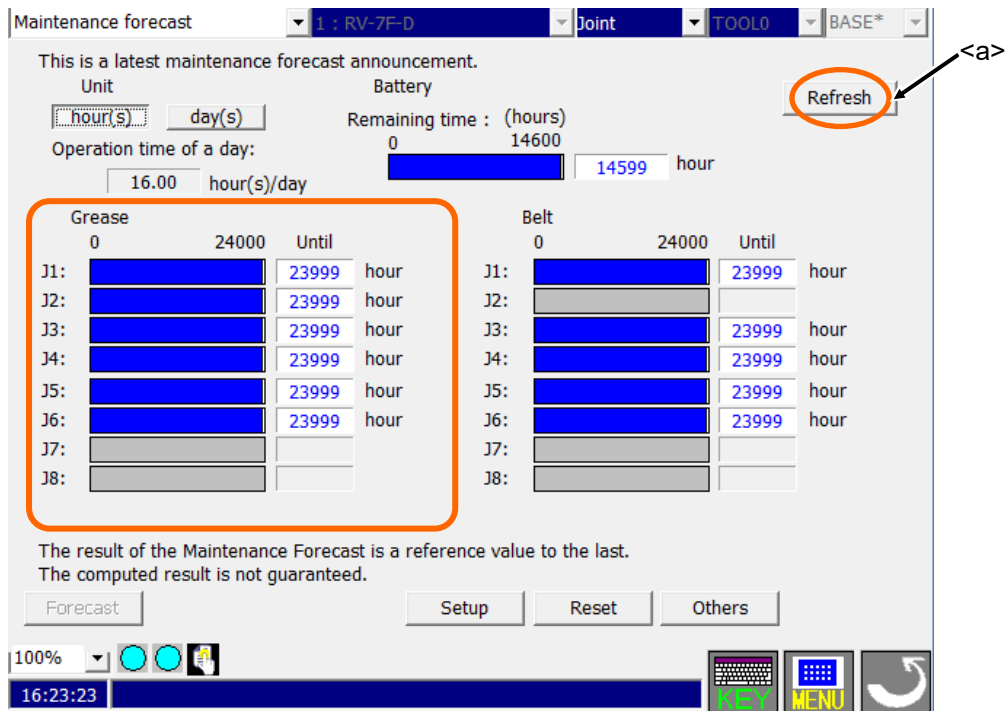 Maintenance forecast 1 : RV-7F-D Joint TOOL0 BASE*
<a>
This is a latest maintenance forecast announcement.
Unit Battery
Refresh
hour(s) day(s) Remaining time : (hours)
Operation time of a day: 0 14600
14599 hour
16.00 hour(s)/day
Grease Belt
0 24000 Until 0 24000 Until
J1: 23999 hour J1: 23999 hour
J2: 23999 hour J2:
J3: 23999 hour J3: 23999 hour
J4: 23999 hour J4: 23999 hour
J5: 23999 hour J5: 23999 hour
J6: 23999 hour J6: 23999 hour
J7: J7:
J8: J8:
The result of the Maintenance Forecast is a reference value to the last.
The computed result is not guaranteed.
Forecast Setup Reset Others
100%
16:23:23 KEY MENU